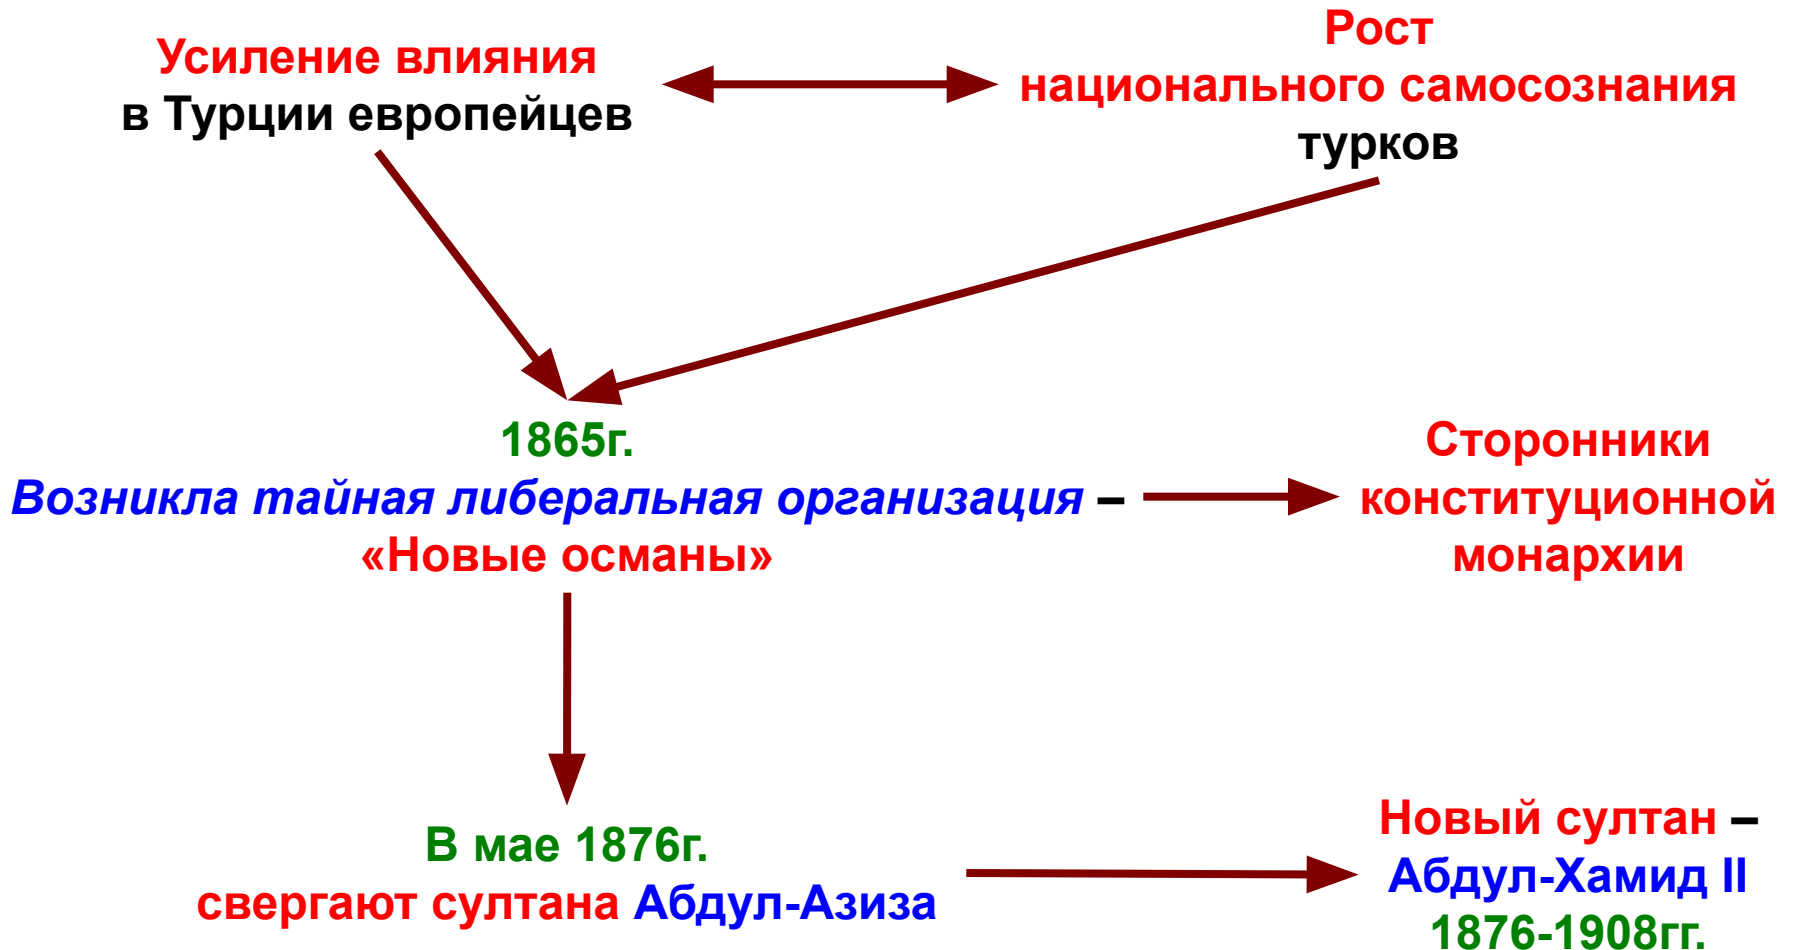 Усиление влияния
в Турции европейцев
Рост
национального самосознания
турков
1865г.
Возникла тайная либеральная организация –
«Новые османы»
Сторонники
конституционной
монархии
В мае 1876г.
свергают султана Абдул-Азиза
Новый султан –
Абдул-Хамид II
1876-1908гг.